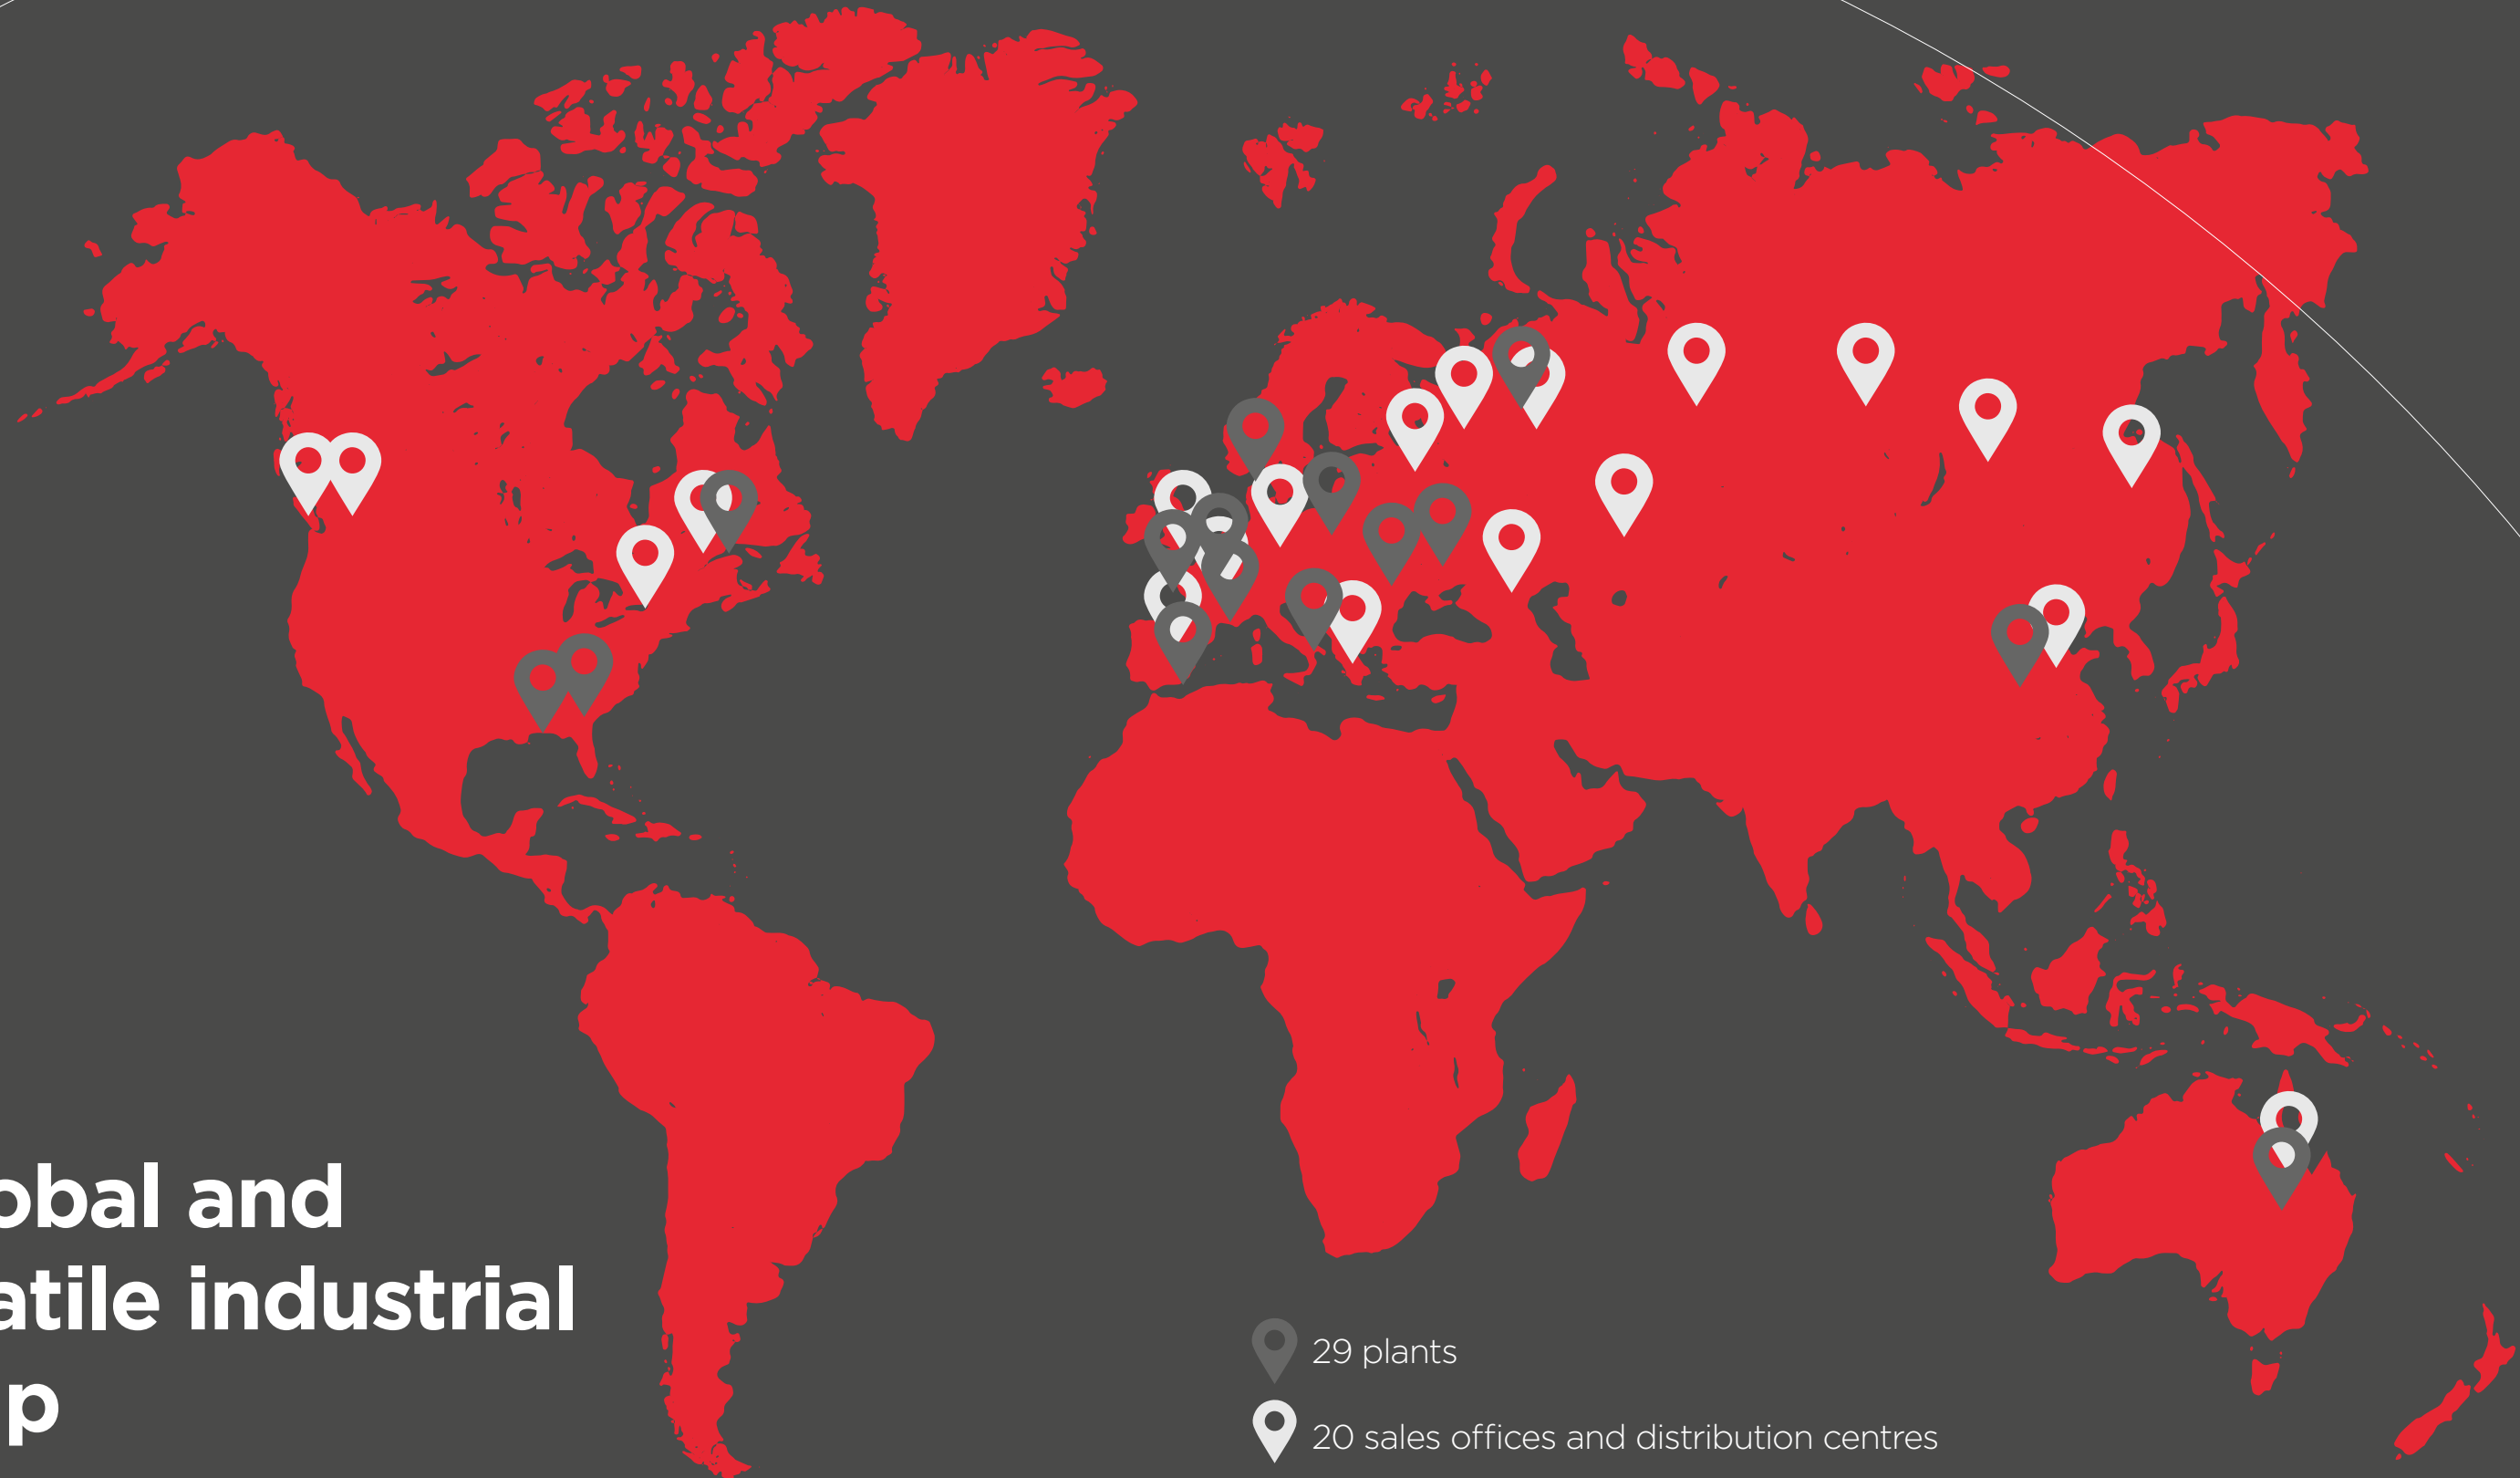 obal and
atile industrial
p
29 plants
20 sales offices and distribution centres